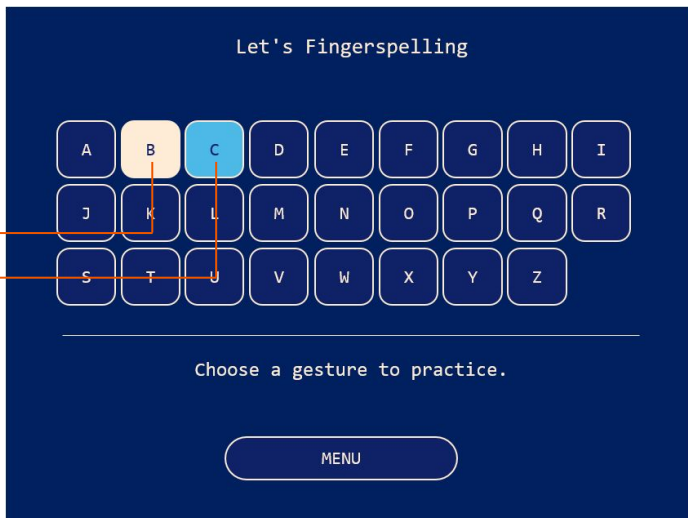 Let's Fingerspelling
A B C D E F G H I
J K L M N O P Q R
S T U V W X Y Z
Choose a gesture to practice.
MENU